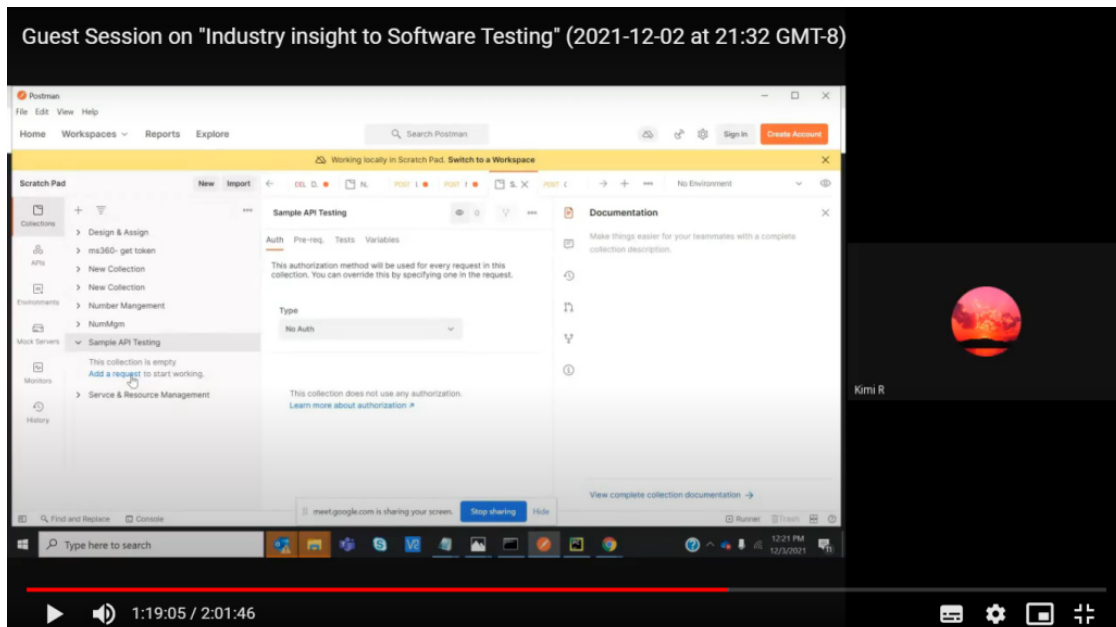 Guest Session on "Industry insight to Software Testing" (2021-12-02 at 21:32 GMT-8)
Postman
File Edit View Help
Home Workspaces Reports Explore
Search Postman
Sign In
Create Account
Working locally in Scratch Pad. Switch to a Workspace
Scratch Pad
New Import
DEL D.
N.
POST
POST
S.
POST
No Environment
Collections
APIs
Environments
Mock Servers
Monitors
History
Design & Assign
ms360- get token
New Collection
New Collection
Number Mangement
NumMgm
Sample API Testing
This collection is empty
Add a request to start working.
Servce & Resource Management
Sample API Testing
0
Auth Pre-req. Tests Variables
This authorization method will be used for every request in this
collection. You can override this by specifying one in the request.
Type
No Auth
This collection does not use any authorization.
Learn more about authorization
Documentation
Make things easier for your teammates with a complete
collection description.
View complete collection documentation
meet.google.com is sharing your screen. Stop sharing Hide
Find and Replace Console
Runner Trash
Type here to search
12:21 PM
12/3/2021
Kimi R
1:19:05 / 2:01:46